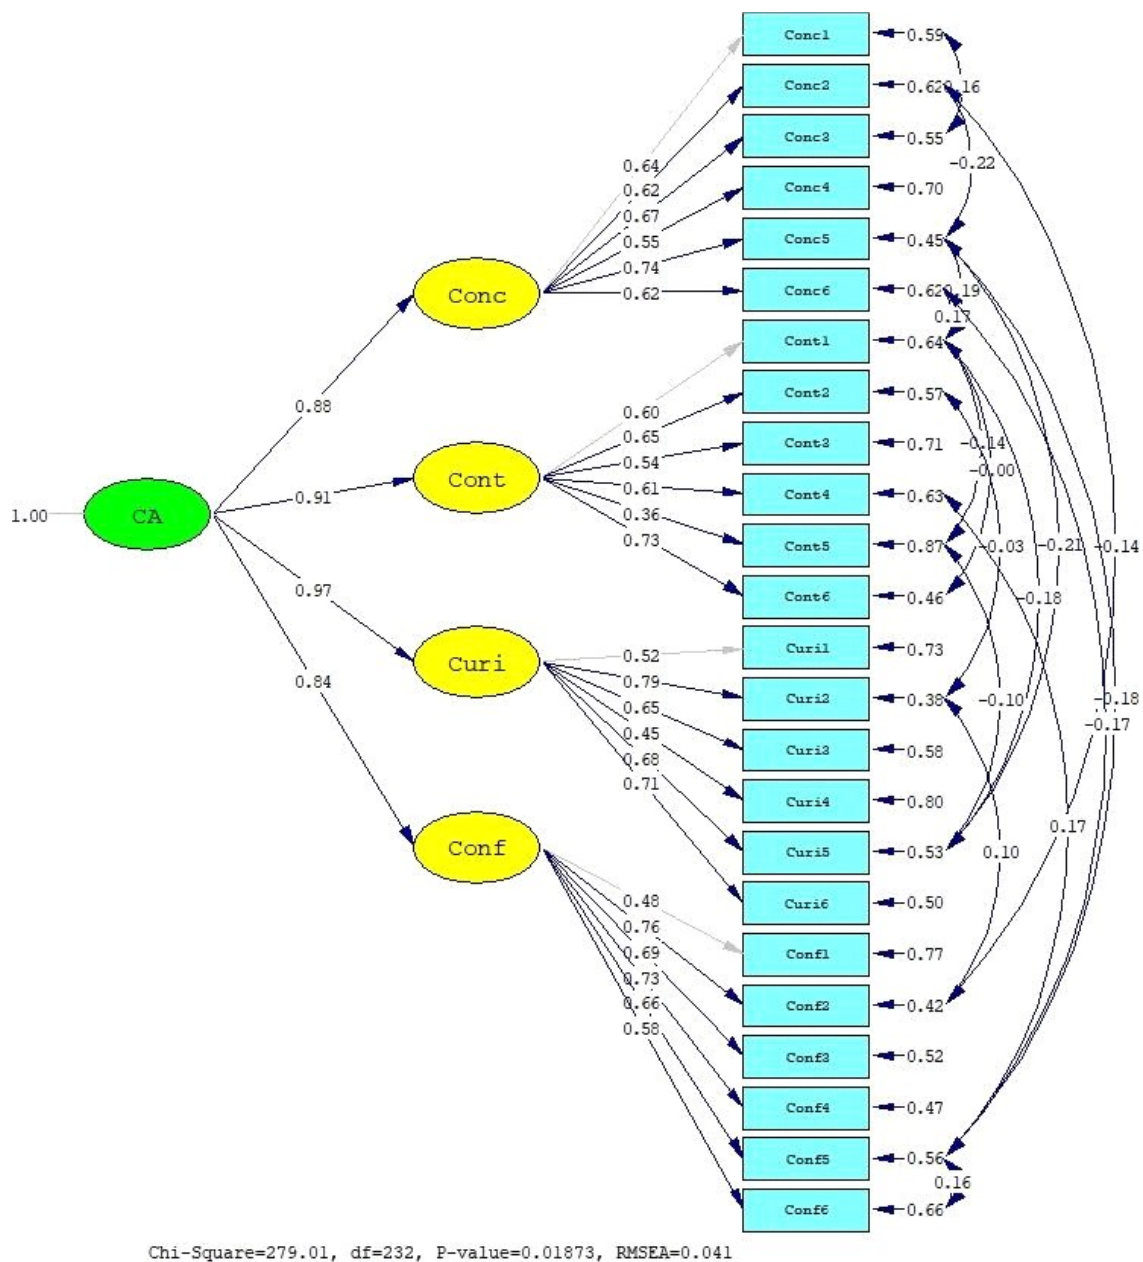 Conc1 0.59
Conc2 0.62 0.16
Conc3 0.55
-0.22
0.64
0.62
0.67
0.55
0.74
0.62
Conc4 0.70
Conc5 0.45
Conc6 0.62 0.19
0.17
Conc
Cont1 0.64
Cont2 0.57
0.88
0.60
0.65
0.54
0.61
0.36
0.73
Cont3 0.71 -0.14
-0.00
Cont
0.91
Cont4 0.63
1.00 CA
Cont5 0.87 -0.03 -0.21 -0.14
Cont6 0.46 -0.18
0.97
Curi1 0.73
0.52
0.79
0.65
0.45
0.68
0.71
Curi
0.84
Curi2 0.38 -0.10 -0.18
-0.17
Curi3 0.58
Curi4 0.80
0.17
Curi5 0.53 0.10
Conf
Curi6 0.50
0.48
0.76
0.69
0.73
0.66
0.58
Conf1 0.77
Conf2 0.42
Conf3 0.52
Conf4 0.47
Conf5 0.56
0.16
Conf6 0.66
Chi-Square=279.01, df=232, P-value=0.01873, RMSEA=0.041